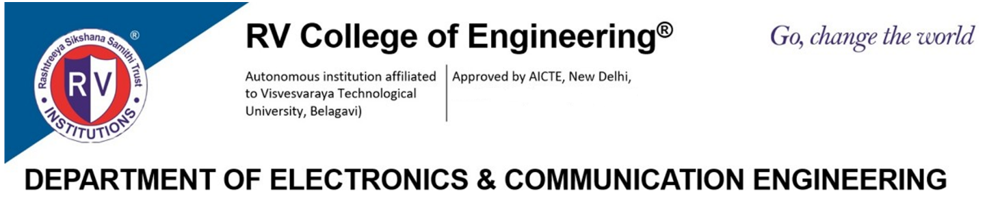 Rashtreeya Sikshana Samithi Trust
®
RV
INSTITUTIONS
RV College of Engineering®
Go, change the world
Autonomous institution affiliated
to Visvesvaraya Technological
University, Belagavi)
Approved by AICTE, New Delhi,
DEPARTMENT OF ELECTRONICS & COMMUNICATION ENGINEERING